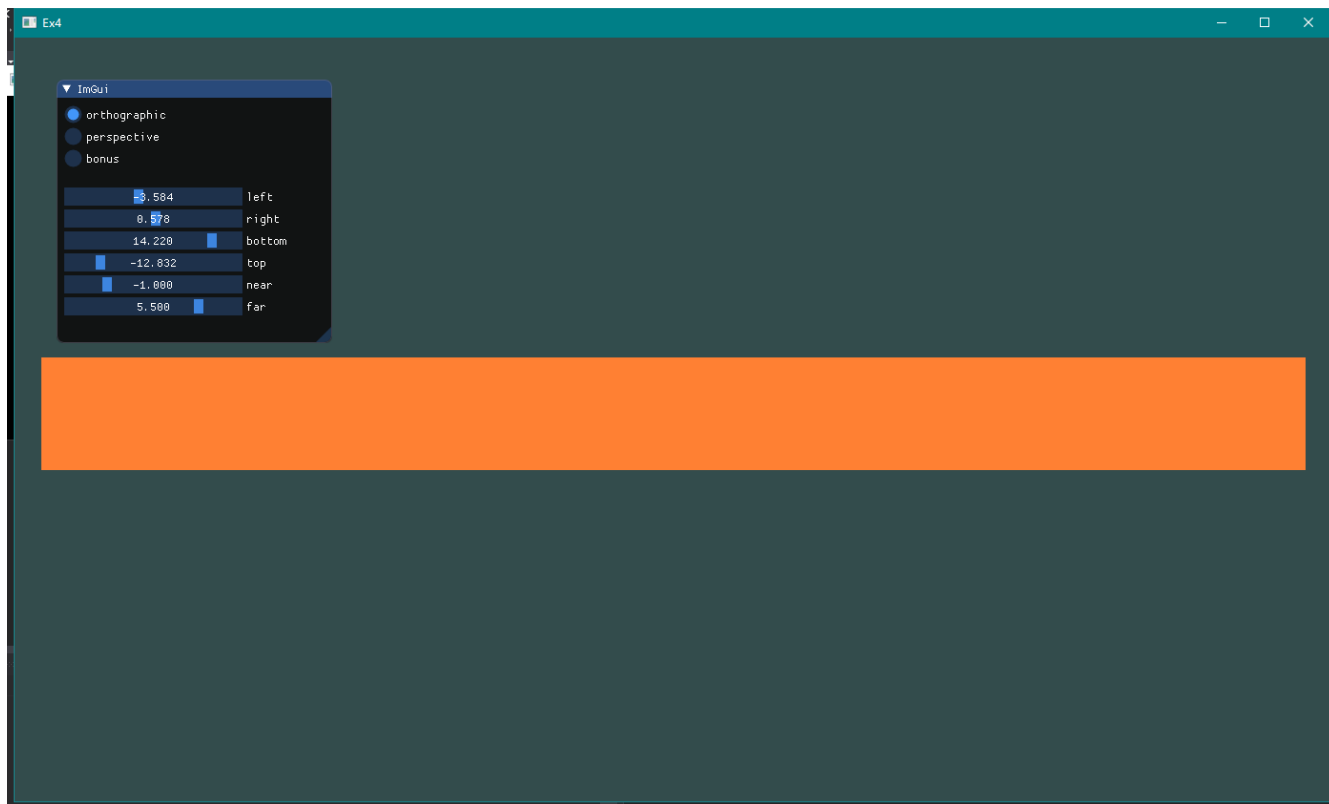 Ex4
ImGui
orthographic
perspective
bonus
-3.584 left
0.578 right
14.220 bottom
-12.832 top
-1.000 near
5.500 far